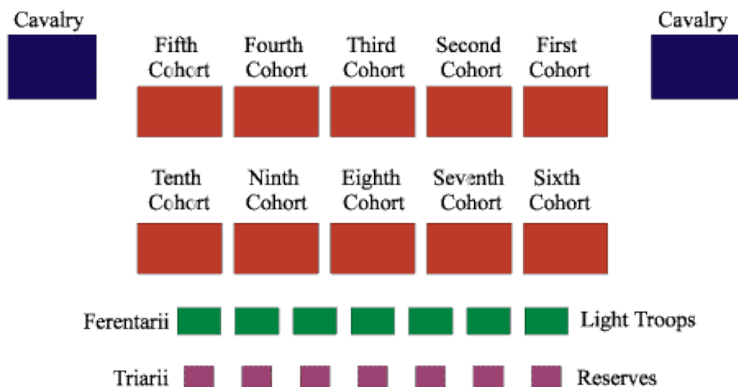 Cavalry
Cavalry
Fifth Cohort
Fourth Cohort
Third Cohort
Second Cohort
First Cohort
Tenth Cohort
Ninth Cohort
Eighth Cohort
Seventh Cohort
Sixth Cohort
Ferentarii
Light Troops
Triarii
Reserves